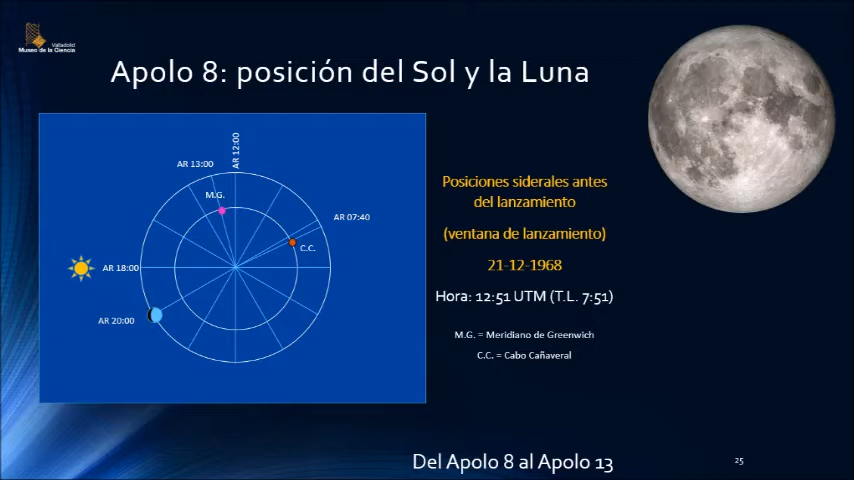 Valladolid
Museo de la Ciencia
Apolo 8: posición del Sol y la Luna
AR 12:00
AR 13:00
M.G.
AR 07:40
C.C.
AR 18:00
AR 20:00
Posiciones siderales antes
del lanzamiento
(ventana de lanzamiento)
21-12-1968
Hora: 12:51 UTM (T.L. 7:51)
M.G. = Meridiano de Greenwich
C.C. = Cabo Cañaveral
Del Apolo 8 al Apolo 13
25